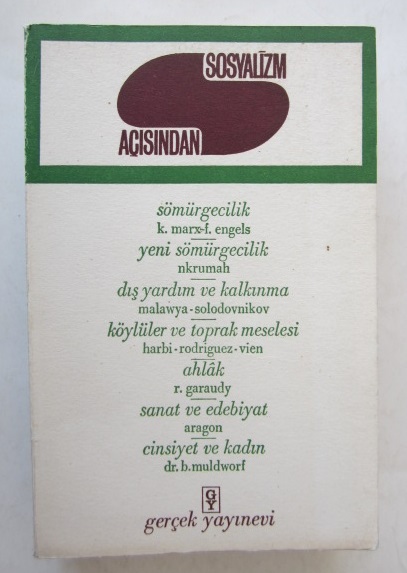 SOSYALİZM
AÇISINDAN
sömürgecilik
k. marx-f. engels
yeni sömürgecilik
nkrumah
dış yardım ve kalkınma
malawya-solodovnikov
köylüler ve toprak meselesi
harbi-rodriguez-vien
ahlâk
r. garaudy
sanat ve edebiyat
aragon
cinsiyet ve kadın
dr. b. muldworf
G
Y
gerçek yayınevi